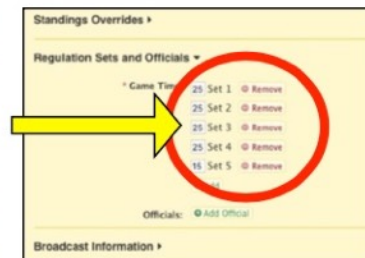 Standings Overrides
Regulation Sets and Officials
* Game Tim
25 Set 1 Remove
25 Set 2 Remove
25 Set 3 Remove
25 Set 4 Remove
15 Set 5 Remove
Officials: Add Official
Broadcast Information